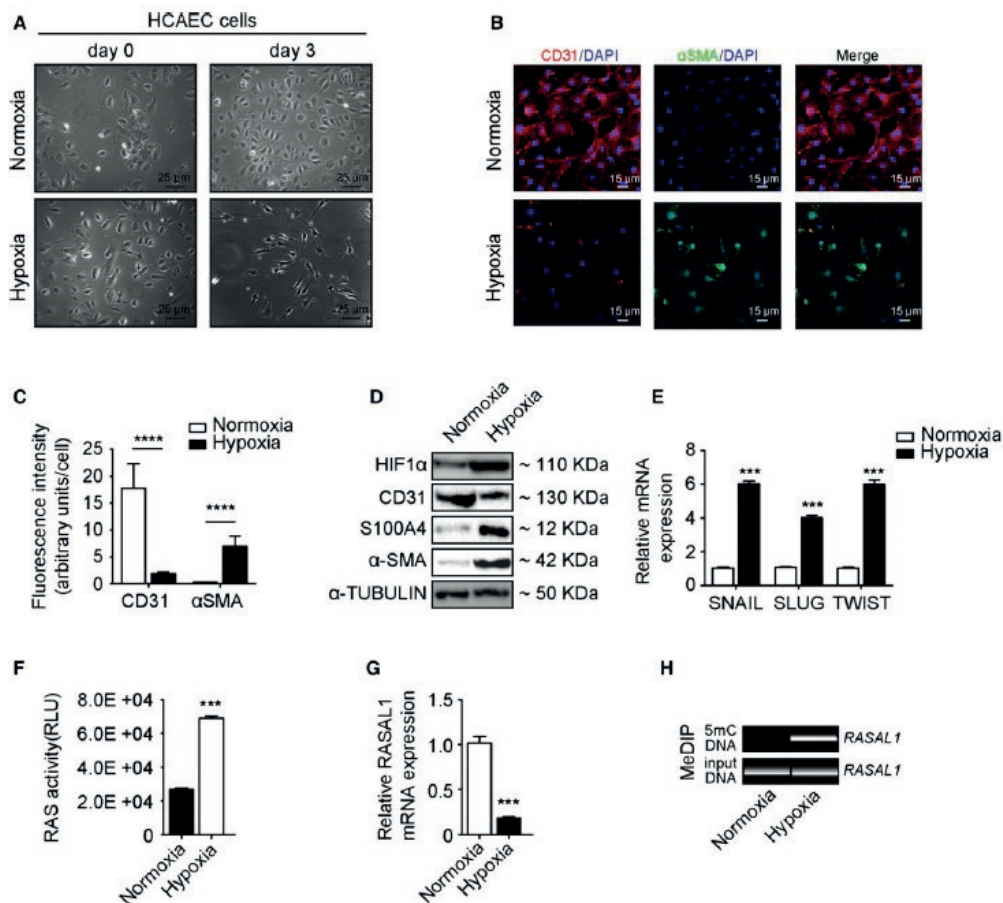 A
HCAEC cells
day 0
day 3
Normoxia
25 µm
25 µm
Hypoxia
25 µm
25 µm
B
CD31/DAPI
αSMA/DAPI
Merge
Normoxia
15 µm
15 µm
15 µm
Hypoxia
15 µm
15 µm
15 µm
C
Fluorescence intensity
(arbitrary units/cell)
Normoxia
Hypoxia
25
20
15
10
5
0
****
****
CD31
αSMA
D
Normoxia
Hypoxia
HIF1α
~ 110 KDa
CD31
~ 130 KDa
S100A4
~ 12 KDa
α-SMA
~ 42 KDa
α-TUBULIN
~ 50 KDa
E
Relative mRNA
expression
Normoxia
Hypoxia
8
6
4
2
0
***
***
***
SNAIL
SLUG
TWIST
F
RAS activity(RLU)
8.0E +04
6.0E +04
4.0E +04
2.0E +04
0
***
Normoxia
Hypoxia
G
Relative RASAL1
mRNA expression
1.5
1.0
0.5
0
***
Normoxia
Hypoxia
H
MeDIP
5mC
DNA
RASAL1
input
DNA
RASAL1
Normoxia
Hypoxia